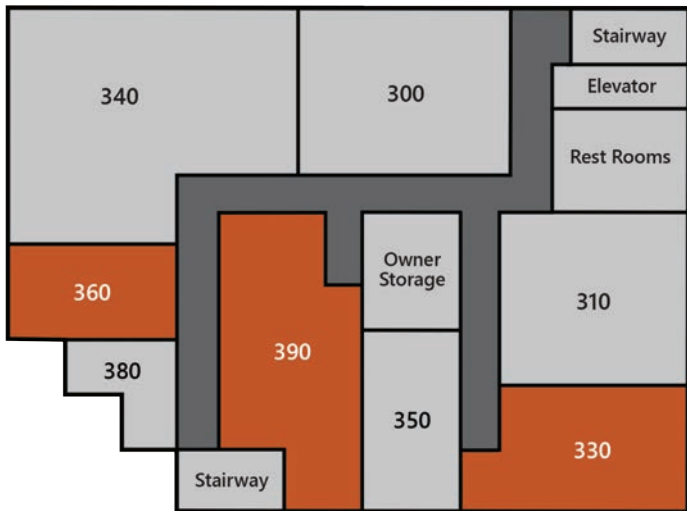 Stairway
340
300
Elevator
Rest Rooms
Owner
Storage
360
310
390
380
350
330
Stairway